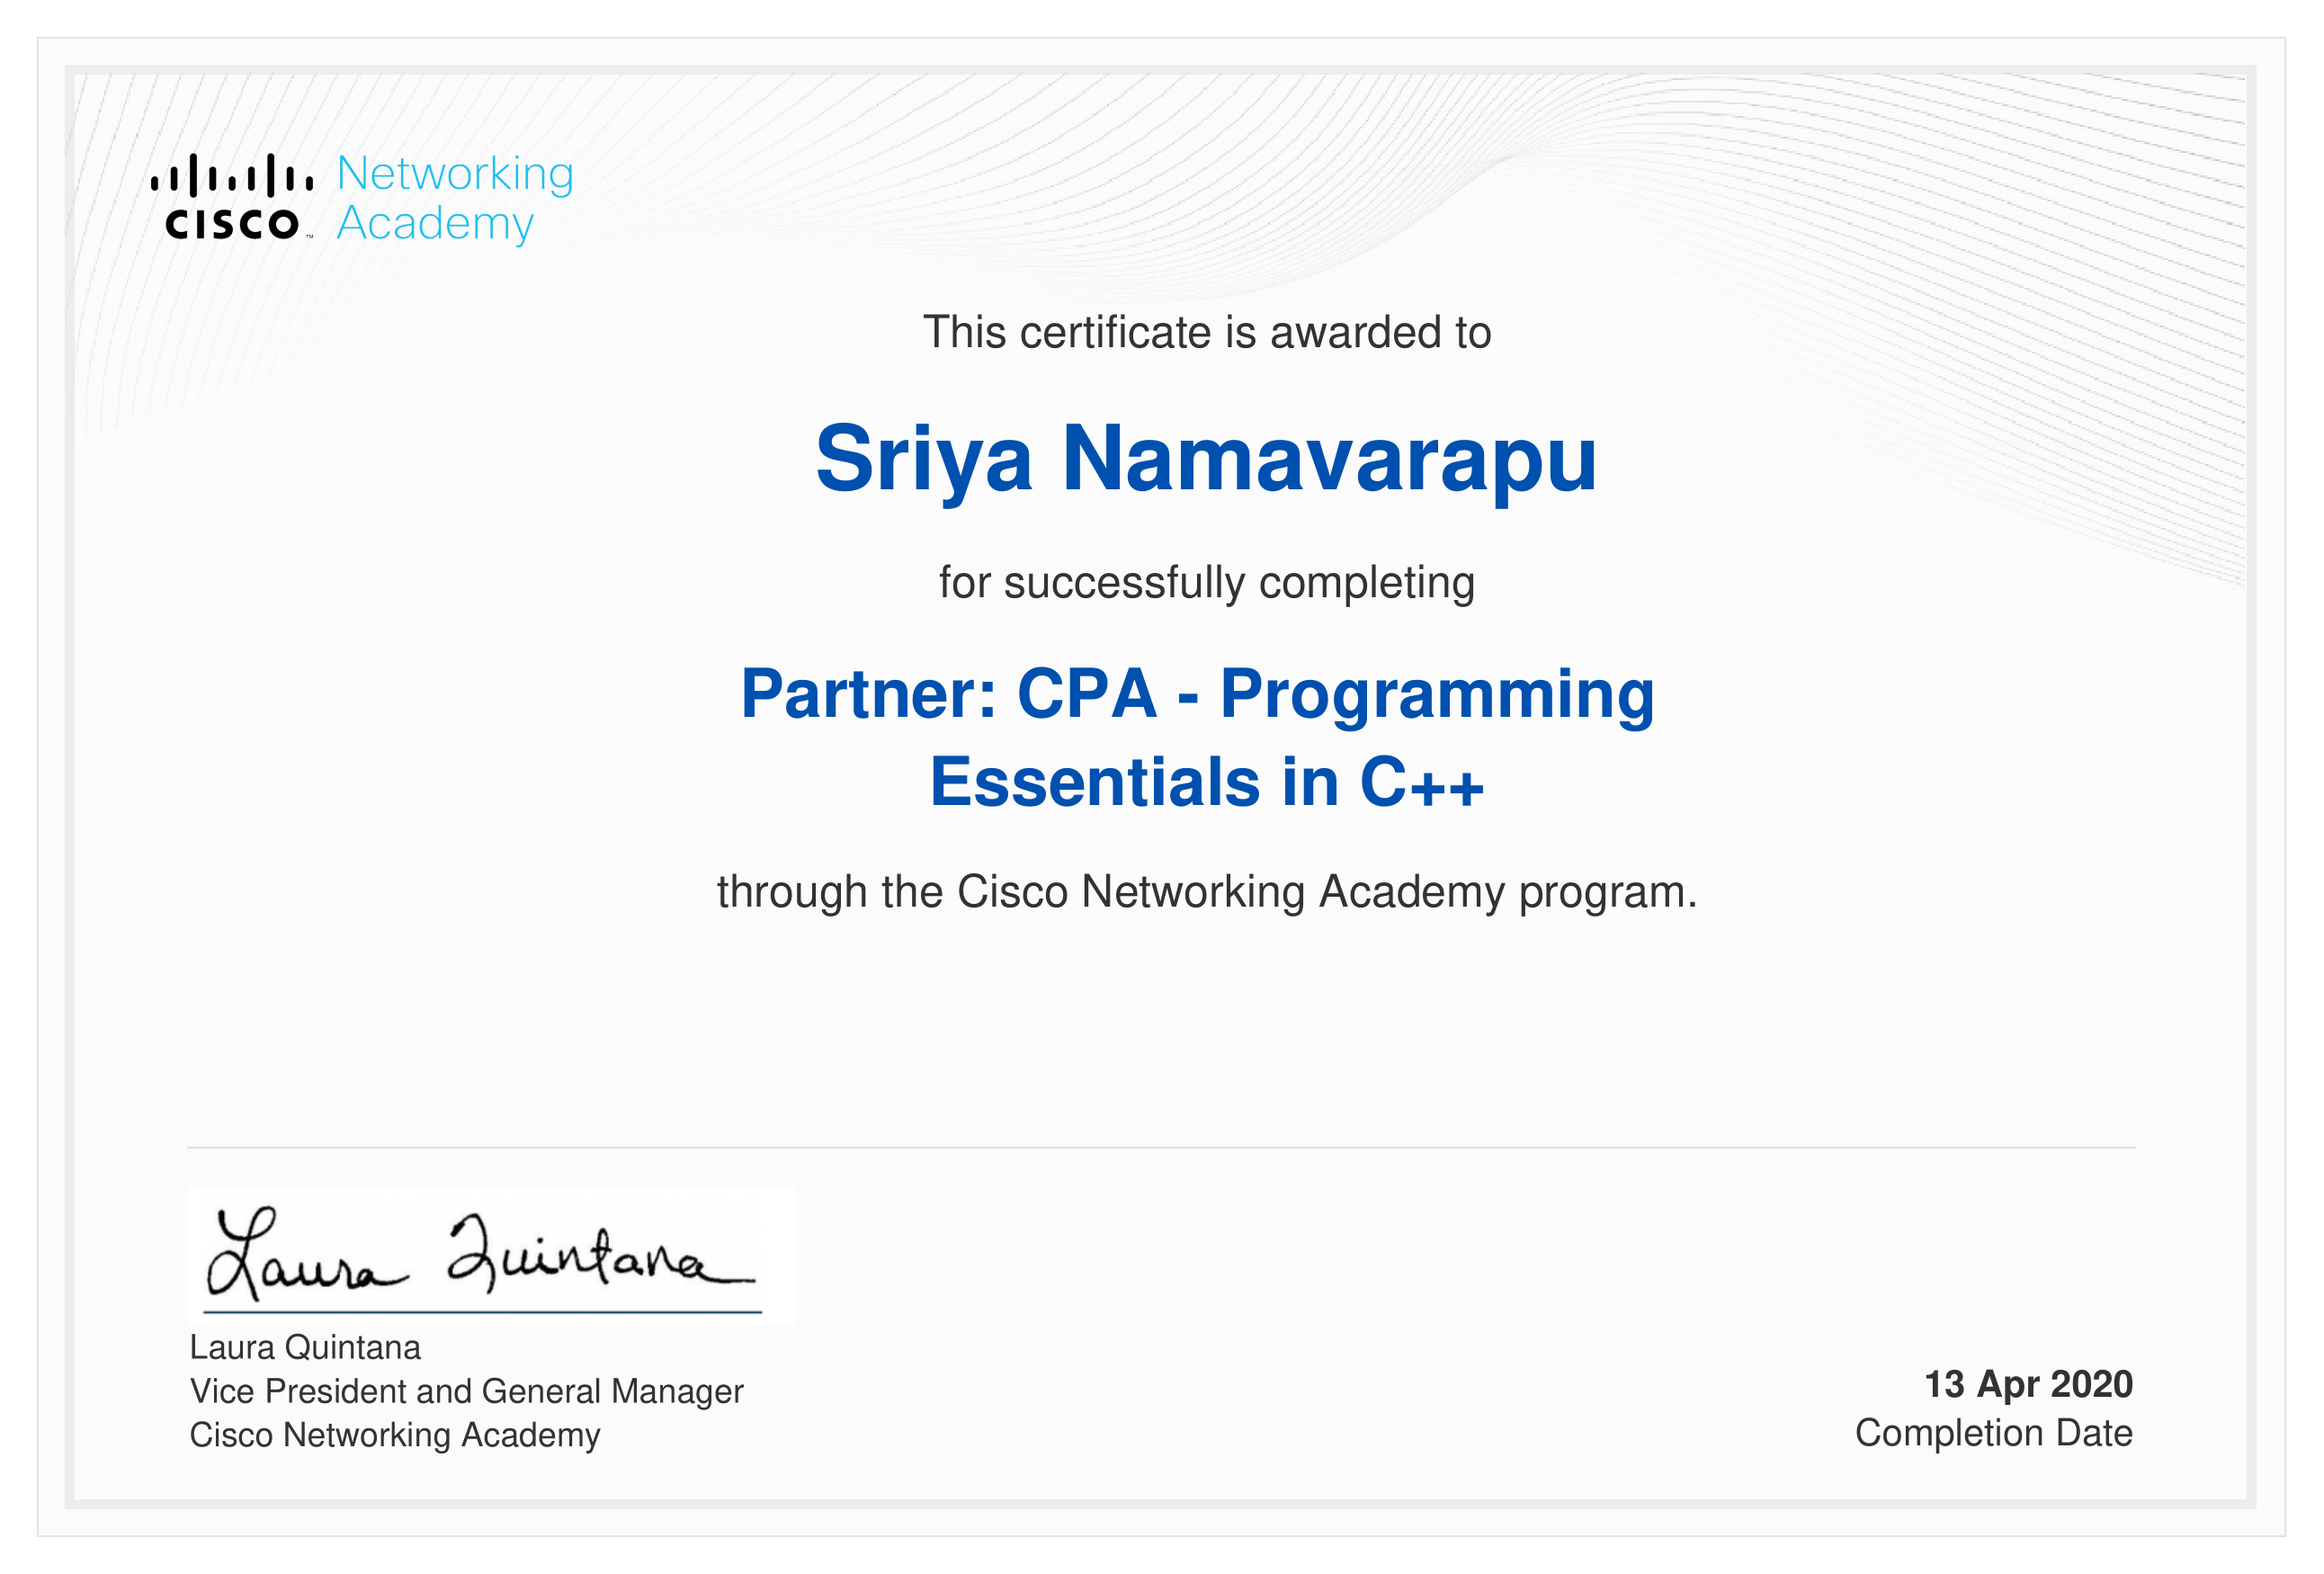 Networking
Academy
CISCO™
This certificate is awarded to
Sriya Namavarapu
for successfully completing
Partner: CPA - Programming
Essentials in C++
through the Cisco Networking Academy program.
Laura Quintana
Laura Quintana
Vice President and General Manager
Cisco Networking Academy
13 Apr 2020
Completion Date